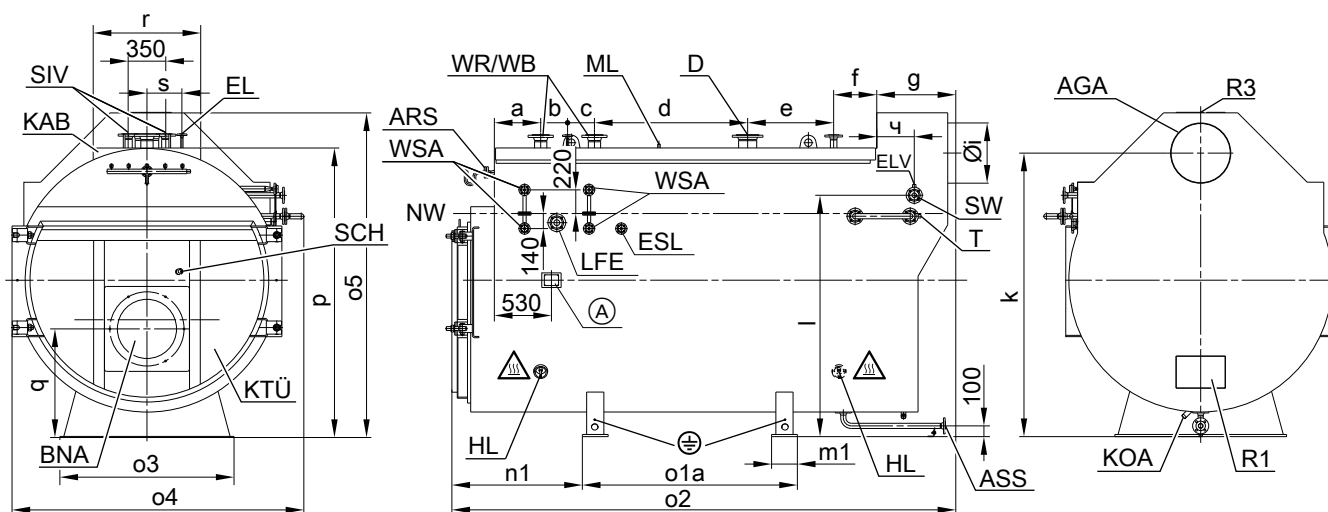 r
350
s
SIV
EL
KAB
SCH
p
o5
q
KTÜ
BNA
o3
o4
WR/WB
ML
D
f
g
a
b
c
d
e
ARS
WSA
220
WSA
NW
ELV
Øi
SW
T
140
LFE
ESL
530
A
l
100
HL
HL
ASS
n1
o1a
m1
o2
AGA
R3
k
KOA
R1